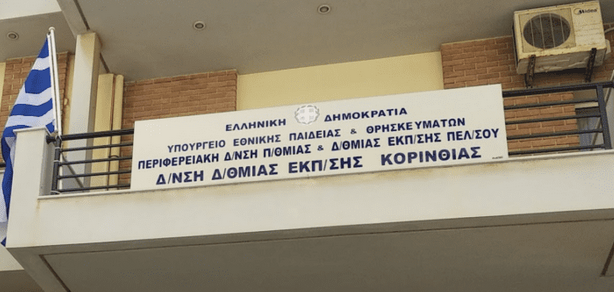 ΕΛΛΗΝΙΚΗ ΔΗΜΟΚΡΑΤΙΑ
ΥΠΟΥΡΓΕΙΟ ΕΘΝΙΚΗΣ ΠΑΙΔΕΙΑΣ & ΘΡΗΣΚΕΥΜΑΤΩΝ
ΠΕΡΙΦΕΡΕΙΑΚΗ Δ/ΝΣΗ Π/ΘΜΙΑΣ & Δ/ΘΜΙΑΣ ΕΚΠ/ΣΗΣ ΠΕΛ/ΣΟΥ
Δ/ΝΣΗ Δ/ΘΜΙΑΣ ΕΚΠ/ΣΗΣ ΚΟΡΙΝΘΙΑΣ
Midea